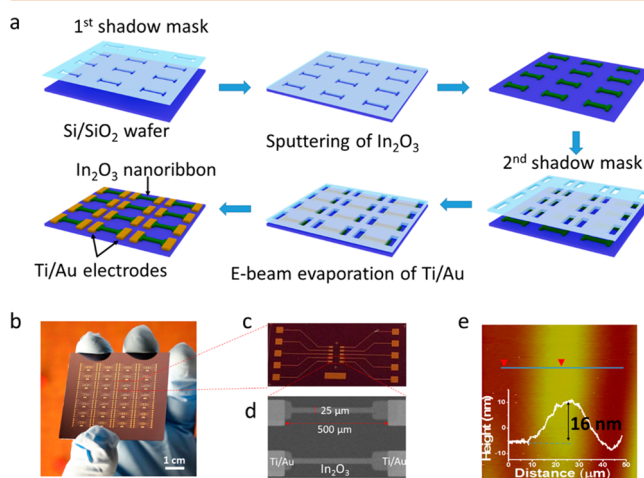 a
1st shadow mask
Si/SiO2 wafer
Sputtering of In2O3
2nd shadow mask
In2O3 nanoribbon
Ti/Au electrodes
E-beam evaporation of Ti/Au
b
1 cm
c
d
25 μm
500 μm
Ti/Au
Ti/Au
In2O3
e
Height (nm)
10
0
-10
16 nm
0 10 20 30 40 50
Distance (μm)